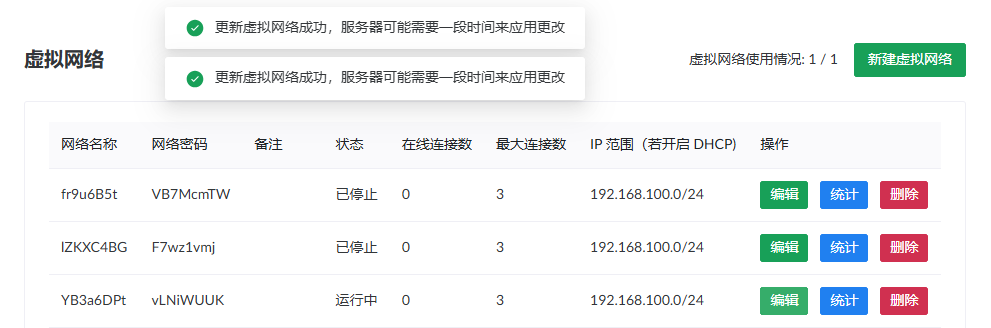 更新虚拟网络成功，服务器可能需要一段时间来应用更改
虚拟网络 虚拟网络使用情况: 1 / 1 新建虚拟网络
更新虚拟网络成功，服务器可能需要一段时间来应用更改
网络名称 网络密码 备注 状态 在线连接数 最大连接数 IP 范围（若开启 DHCP） 操作
fr9u6B5t VB7McmTW 已停止 0 3 192.168.100.0/24 编辑 统计 删除
IZKXC4BG F7wz1vmj 已停止 0 3 192.168.100.0/24 编辑 统计 删除
YB3a6DPt vLNiWUUK 运行中 0 3 192.168.100.0/24 编辑 统计 删除